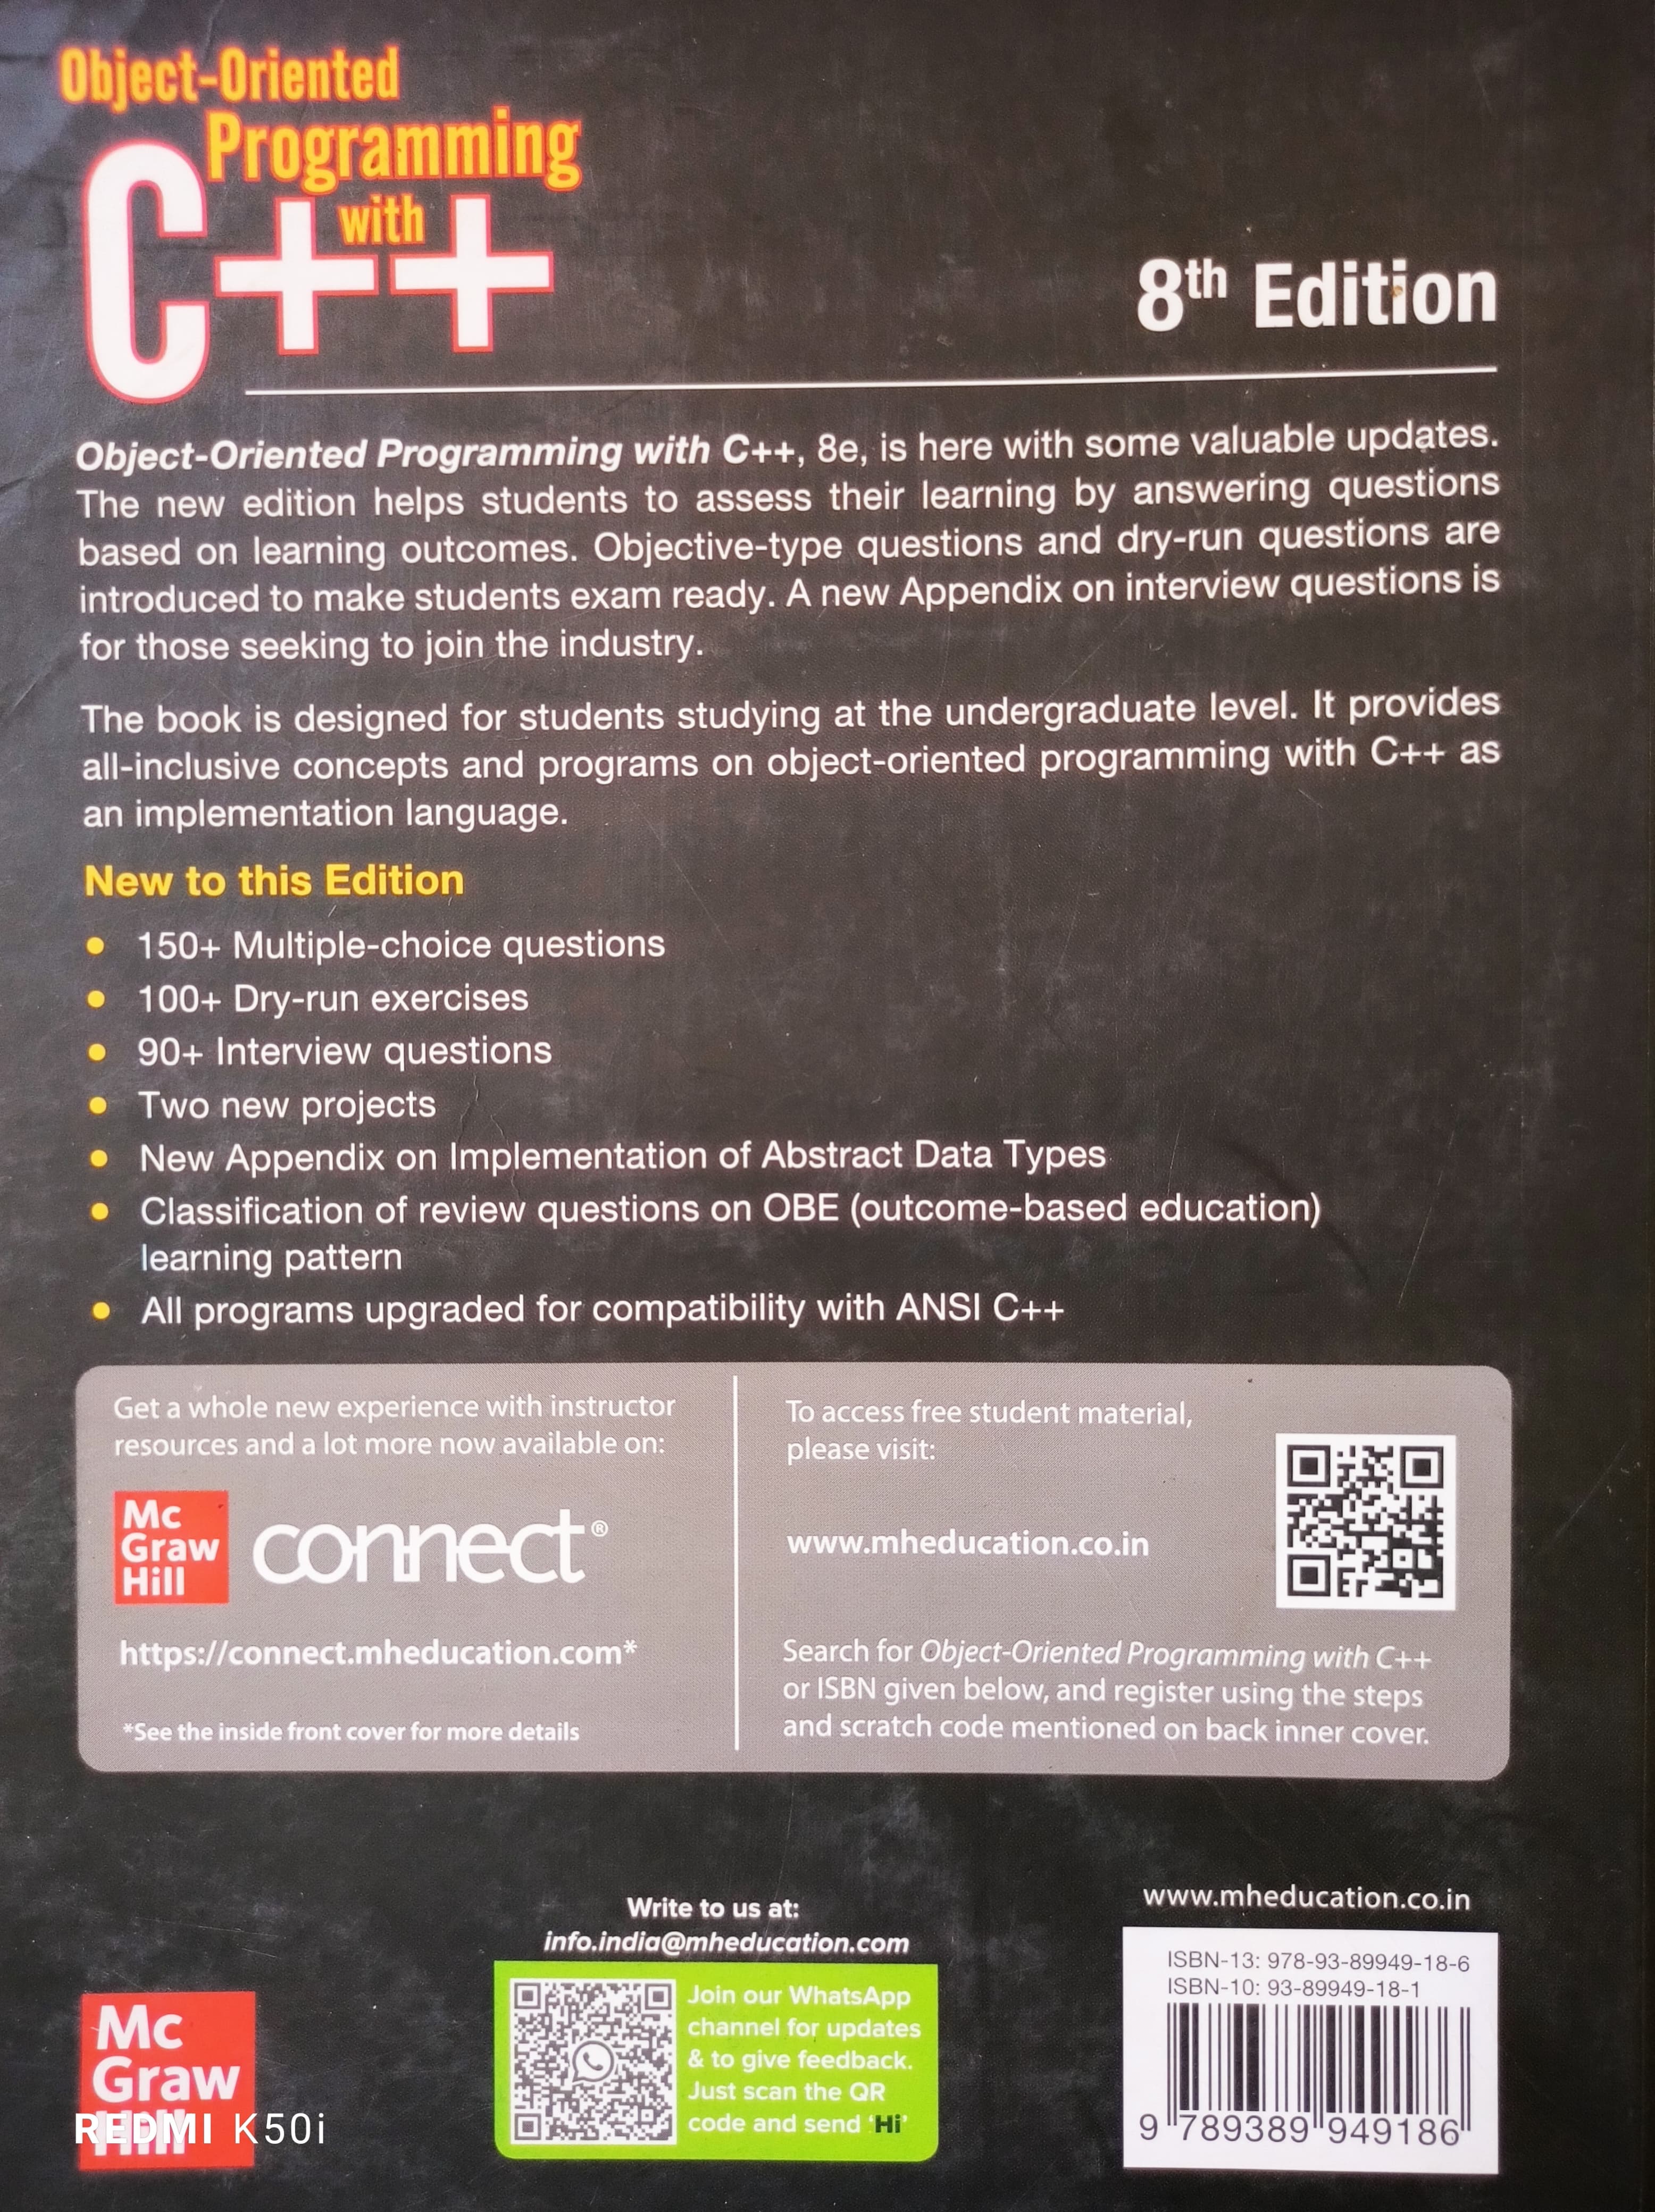 Object-Oriented
Programming
with
C++
8th Edition
Object-Oriented Programming with C++, 8e, is here with some valuable updates.
The new edition helps students to assess their learning by answering questions
based on learning outcomes. Objective-type questions and dry-run questions are
introduced to make students exam ready. A new Appendix on interview questions is
for those seeking to join the industry.
The book is designed for students studying at the undergraduate level. It provides
all-inclusive concepts and programs on object-oriented programming with C++ as
an implementation language.
New to this Edition
• 150+ Multiple-choice questions
• 100+ Dry-run exercises
• 90+ Interview questions
• Two new projects
• New Appendix on Implementation of Abstract Data Types
• Classification of review questions on OBE (outcome-based education)
learning pattern
• All programs upgraded for compatibility with ANSI C++
Get a whole new experience with instructor
resources and a lot more now available on:
Mc
Graw
Hill
connect®
https://connect.mheducation.com*
*See the inside front cover for more details
To access free student material,
please visit:
www.mheducation.co.in
Search for Object-Oriented Programming with C++
or ISBN given below, and register using the steps
and scratch code mentioned on back inner cover.
Write to us at:
info.india@mheducation.com
Join our WhatsApp
channel for updates
& to give feedback.
Just scan the QR
code and send ‘Hi’
www.mheducation.co.in
ISBN-13: 978-93-89949-18-6
ISBN-10: 93-89949-18-1
9 789389 949186
Mc
Graw
Hill
REDMI K50i